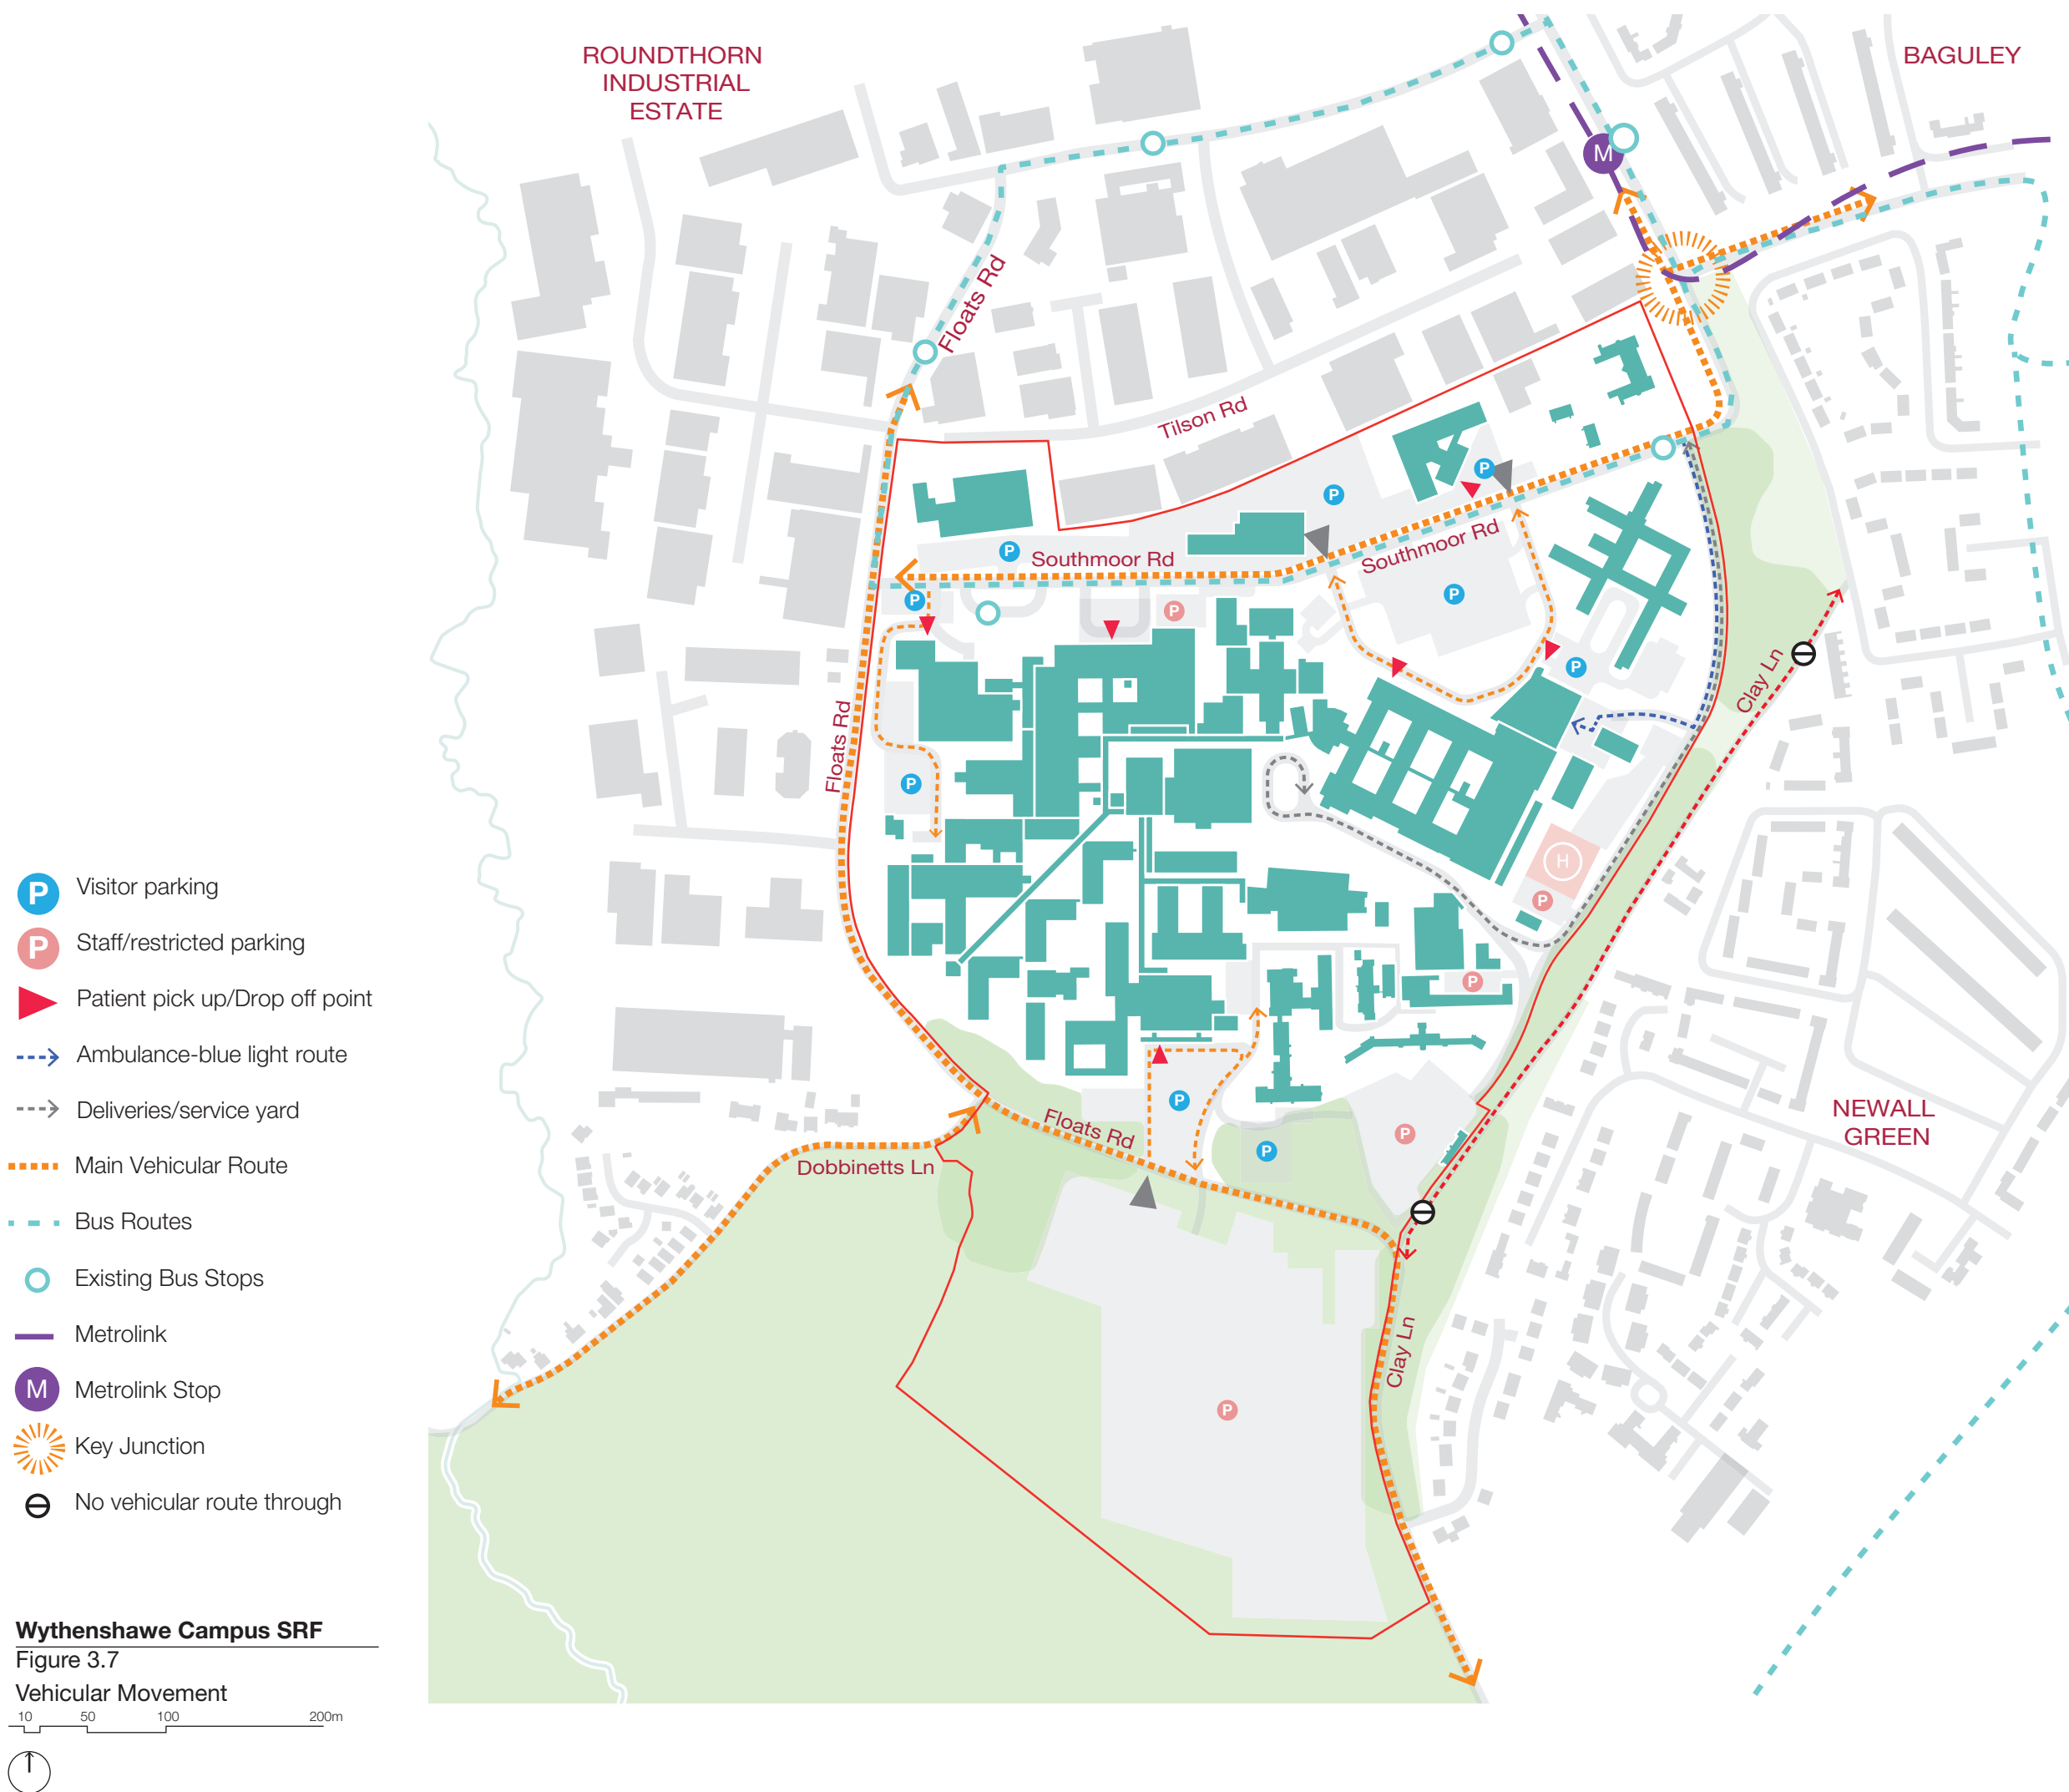 ROUNDTHORN
INDUSTRIAL
ESTATE
BAGULEY
M
Floats Rd
Tilson Rd
P
P
P
Southmoor Rd
Southmoor Rd
P
P
P
P
Clay Ln
Floats Rd
P
H
P
P
P
Floats Rd
P
P
Dobbinetts Ln
NEWALL
GREEN
Clay Ln
P
P Visitor parking
P Staff/restricted parking
Patient pick up/Drop off point
Ambulance-blue light route
Deliveries/service yard
Main Vehicular Route
Bus Routes
Existing Bus Stops
Metrolink
M Metrolink Stop
Key Junction
No vehicular route through
Wythenshawe Campus SRF
Figure 3.7
Vehicular Movement
10 50 100 200m